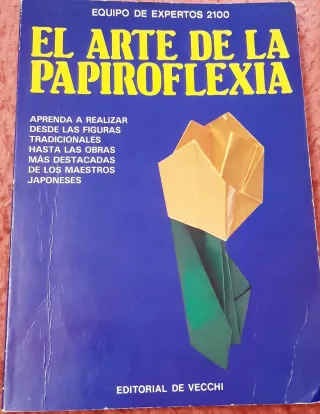 EQUIPO DE EXPERTOS 2100
EL ARTE DE LA
PAPIROFLEXIA
APRENDA A REALIZAR
DESDE LAS FIGURAS
TRADICIONALES
HASTA LAS OBRAS
MÁS DESTACADAS
DE LOS MAESTROS
JAPONESES
EDITORIAL DE VECCHI